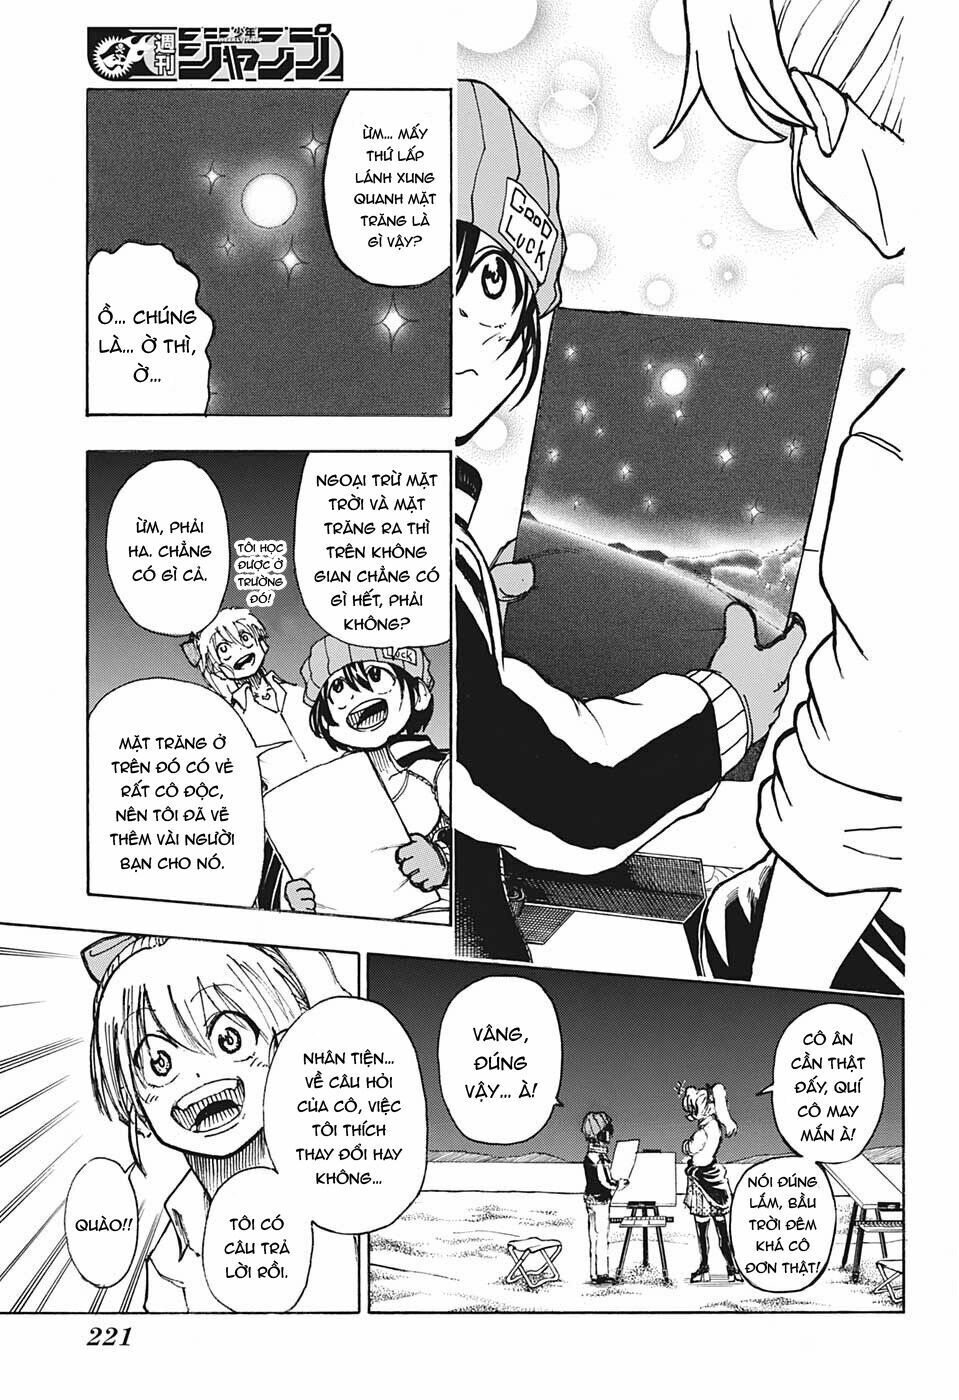 週刊
少年
ジャンプ
GOOD
LUCK
ỪM... MẤY
THỨ LẤP
LÁNH XUNG
QUANH MẶT
TRĂNG LÀ
GÌ VẬY?
Ồ... CHÚNG
LÀ... Ờ THÌ,
Ờ...
NGOẠI TRỪ MẶT
TRỜI VÀ MẶT
TRĂNG RA THÌ
TRÊN KHÔNG
GIAN CHẲNG CÓ
GÌ HẾT, PHẢI
KHÔNG?
TÔI HỌC
ĐƯỢC Ở
TRƯỜNG
ĐÓ!
ỪM, PHẢI
HA. CHẲNG
CÓ GÌ CẢ.
LUCK
MẶT TRĂNG Ở
TRÊN ĐÓ CÓ VẺ
RẤT CÔ ĐỘC,
NÊN TÔI ĐÃ VẼ
THÊM VÀI NGƯỜI
BẠN CHO NÓ.
CÔ ÂN
CẦN THẬT
ĐẤY, QUÍ
CÔ MAY
MẮN À!
NÓI ĐÚNG
LẮM, BẦU
TRỜI ĐÊM
KHÁ CÔ
ĐƠN THẬT!
VÂNG,
ĐÚNG
VẬY... À!
NHÂN TIỆN...
VỀ CÂU HỎI
CỦA CÔ, VIỆC
TÔI THÍCH
THAY ĐỔI HAY
KHÔNG...
TÔI CÓ
CÂU TRẢ
LỜI RỒI.
QUÀO!!
221